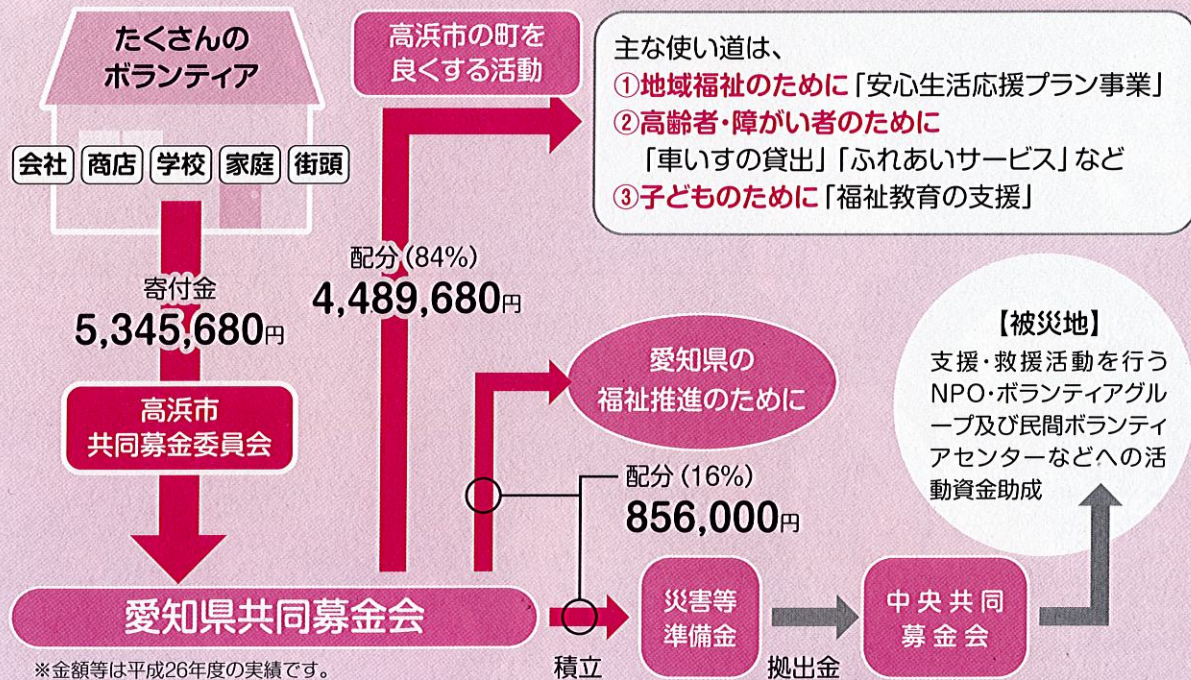 たくさんの
ボランティア
会社 商店 学校 家庭 街頭
寄付金
5,345,680円
高浜市
共同募金委員会
愛知県共同募金会
※金額等は平成26年度の実績です。
高浜市の町を
良くする活動
配分(84%)
4,489,680円
主な使い道は、
①地域福祉のために「安心生活応援プラン事業」
②高齢者・障がい者のために
「車いすの貸出」「ふれあいサービス」など
③子どものために「福祉教育の支援」
愛知県の
福祉推進のために
配分(16%)
856,000円
積立
災害等
準備金
拠出金
中央共同
募金会
【被災地】
支援・救援活動を行う
NPO・ボランティアグル
ープ及び民間ボランティ
アセンターなどへの活
動資金助成